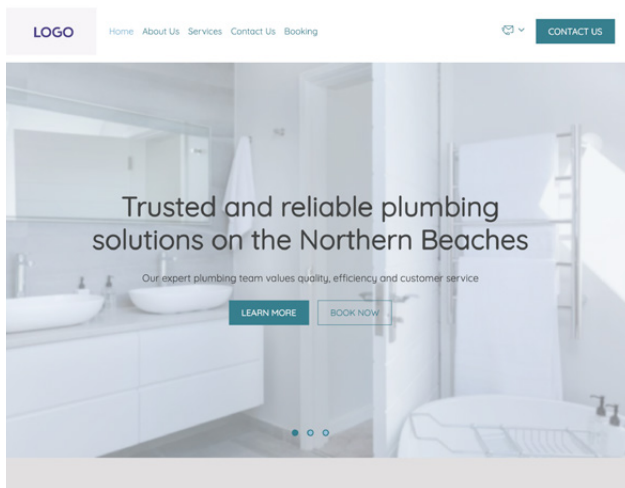 LOGO
Home About Us Services Contact Us Booking
CONTACT US
Trusted and reliable plumbing
solutions on the Northern Beaches
Our expert plumbing team values quality, efficiency and customer service
LEARN MORE
BOOK NOW